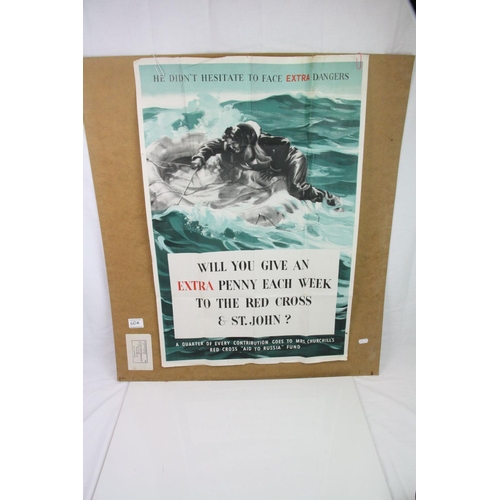 HE DIDN'T HESITATE TO FACE EXTRA DANGERS
WILL YOU GIVE AN
EXTRA PENNY EACH WEEK
TO THE RED CROSS
& ST. JOHN ?
A QUARTER OF EVERY CONTRIBUTION GOES TO MRS. CHURCHILL'S
RED CROSS "AID TO RUSSIA" FUND